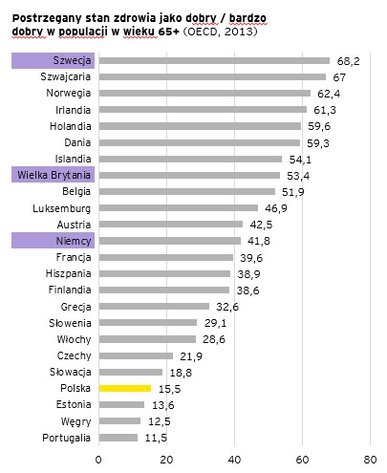 Postrzegany stan zdrowia jako dobry / bardzo
dobry w populacji w wieku 65+ (OECD, 2013)
Szwecja 68,2
Szwajcaria 67
Norwegia 62,4
Irlandia 61,3
Holandia 59,6
Dania 59,3
Islandia 54,1
Wielka Brytania 53,4
Belgia 51,9
Luksemburg 46,9
Austria 42,5
Niemcy 41,8
Francja 39,6
Hiszpania 38,9
Finlandia 38,6
Grecja 32,6
Słowenia 29,1
Włochy 28,6
Czechy 21,9
Słowacja 18,8
Polska 15,5
Estonia 13,6
Węgry 12,5
Portugalia 11,5
0 20 40 60 80